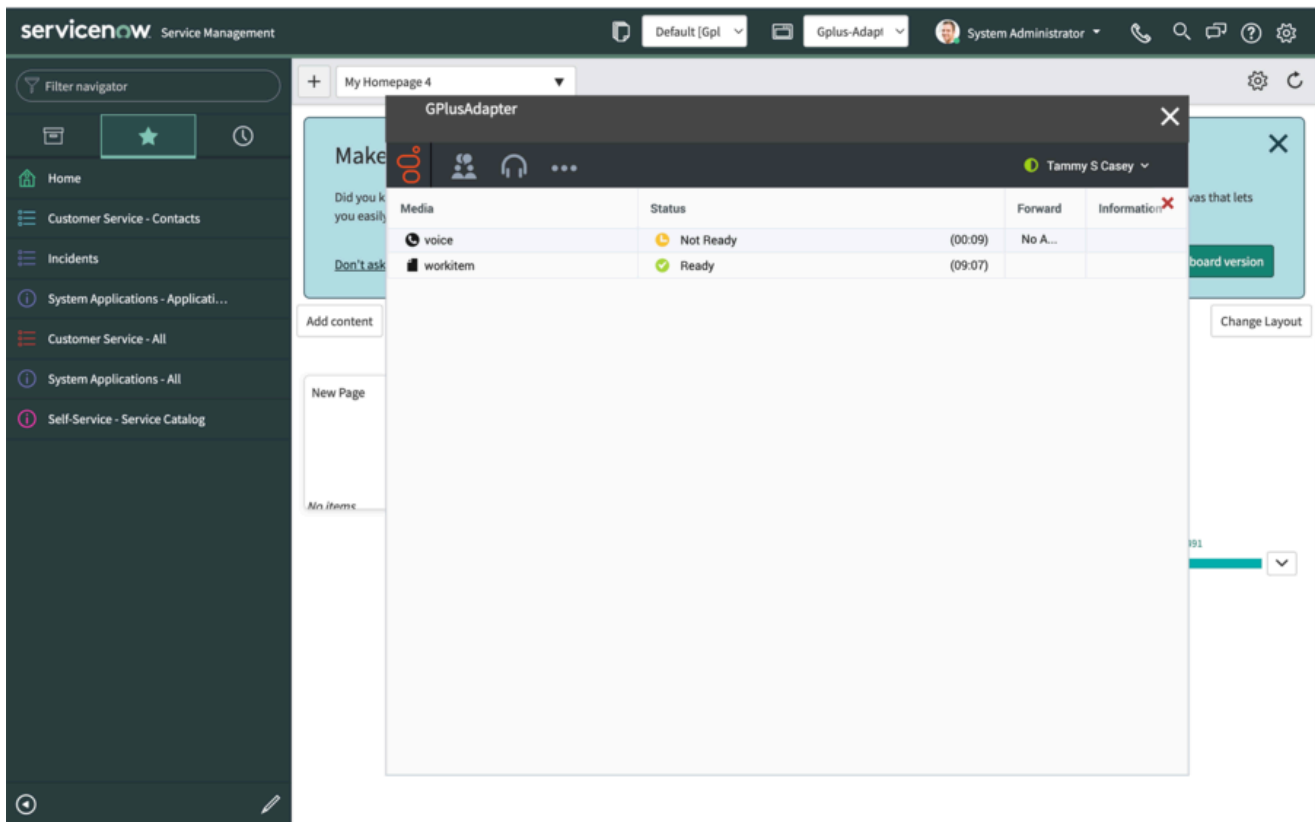 servicenow Service Management
Default [Gpl
Gplus-Adapt
System Administrator
Filter navigator
Home
Customer Service - Contacts
Incidents
System Applications - Applicati...
Customer Service - All
System Applications - All
Self-Service - Service Catalog
+ My Homepage 4
GPlusAdapter
Make
Did you k
you easily
Don't ask
vas that lets
board version
Tammy S Casey
Media Status Forward Information
voice Not Ready (00:09) No A...
workitem Ready (09:07)
Add content
Change Layout
New Page
No items